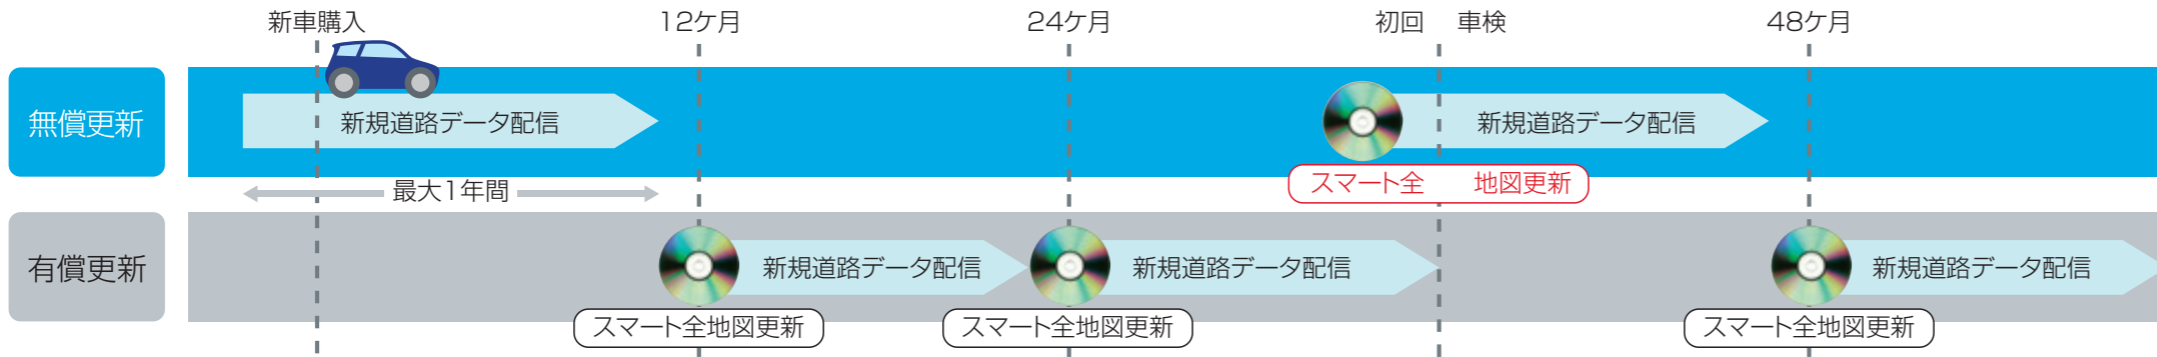 新車購入
12ケ月
24ケ月
初回 車検
48ケ月
無償更新
新規道路データ配信
新規道路データ配信
スマート全 地図更新
最大1年間
有償更新
新規道路データ配信
新規道路データ配信
新規道路データ配信
スマート全地図更新
スマート全地図更新
スマート全地図更新